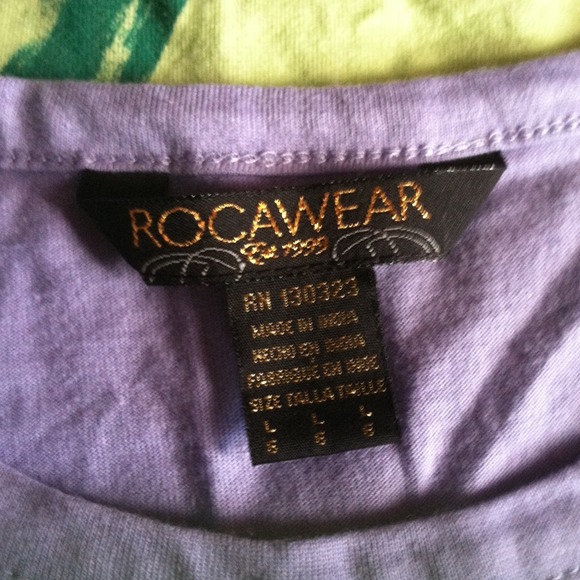 ROCAWEAR
Est 1999
RN 130323
MADE IN INDIA
HECHO EN INDIA
FABRIQUE EN INDE
SIZE TALLA TAILLE
L L L
G G G